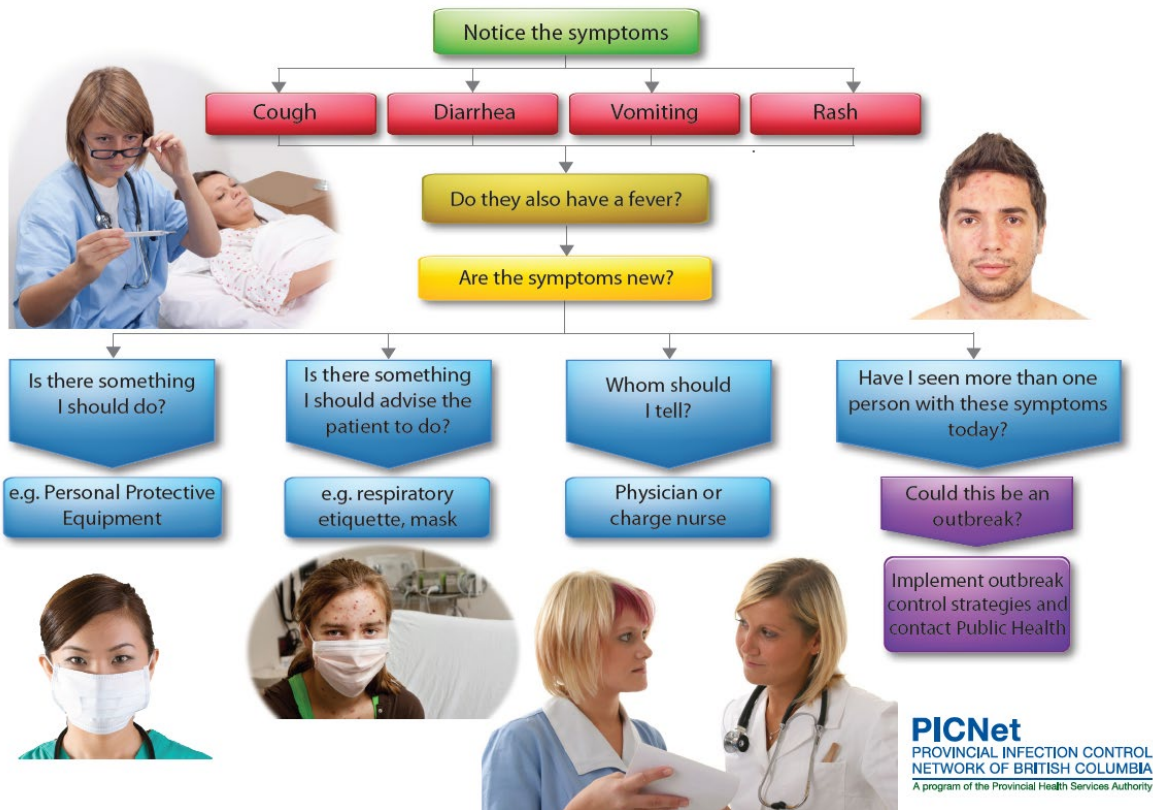 Notice the symptoms
Cough
Diarrhea
Vomiting
Rash
Do they also have a fever?
Are the symptoms new?
Is there something
I should do?
Is there something
I should advise the
patient to do?
Whom should
I tell?
Have I seen more than one
person with these symptoms
today?
e.g. Personal Protective
Equipment
e.g. respiratory
etiquette, mask
Physician or
charge nurse
Could this be an
outbreak?
Implement outbreak
control strategies and
contact Public Health
PICNet
PROVINCIAL INFECTION CONTROL
NETWORK OF BRITISH COLUMBIA
A program of the Provincial Health Services Authority